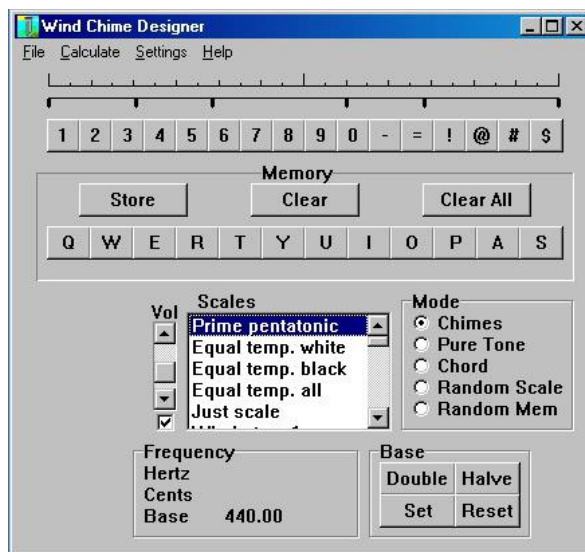 Wind Chime Designer
File Calculate Settings Help
1 2 3 4 5 6 7 8 9 0 - = ! @ # $
Memory
Store Clear Clear All
Q W E R T Y U I O P A S
Vol
Scales
Prime pentatonic
Equal temp. white
Equal temp. black
Equal temp. all
Just scale
Mode
Chimes
Pure Tone
Chord
Random Scale
Random Mem
Frequency
Hertz
Cents
Base 440.00
Base
Double Halve
Set Reset